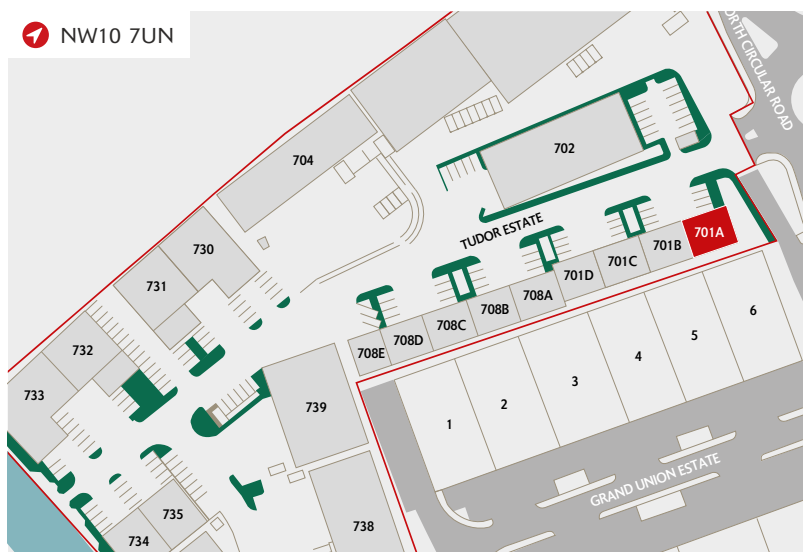 NW10 7UN
NORTH CIRCULAR ROAD
702
704
TUDOR ESTATE
701A
701B
701C
701D
708A
708B
708C
708D
708E
730
731
732
733
739
738
735
734
1
2
3
4
5
6
GRAND UNION ESTATE